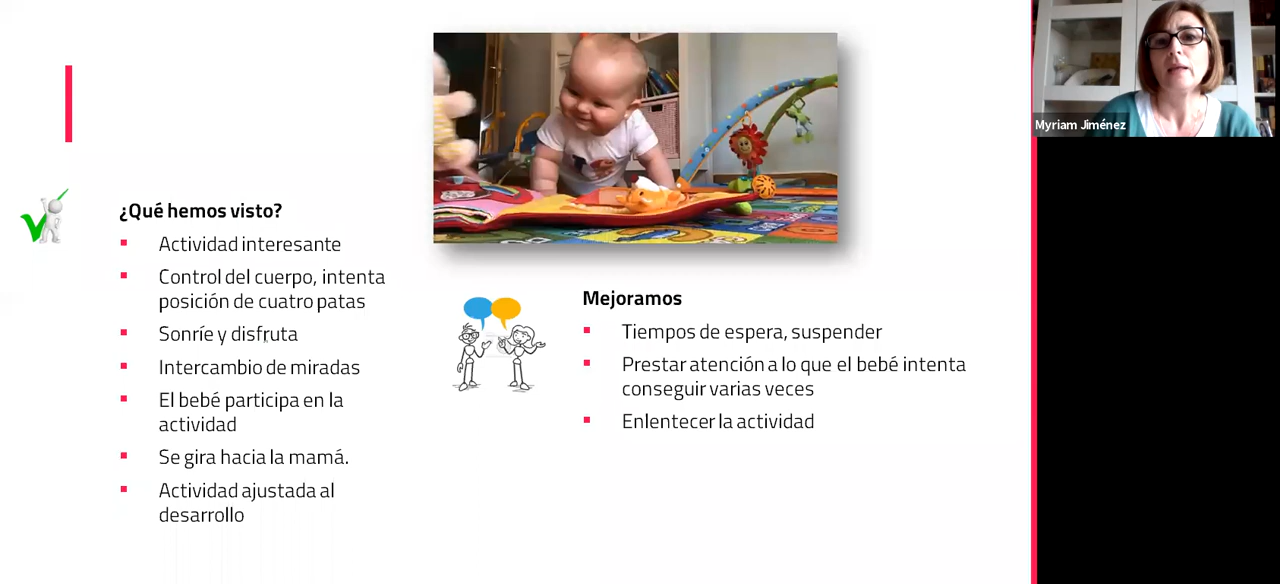 Myriam Jiménez
¿Qué hemos visto?
Actividad interesante
Control del cuerpo, intenta
posición de cuatro patas
Sonríe y disfruta
Intercambio de miradas
El bebé participa en la
actividad
Se gira hacia la mamá.
Actividad ajustada al
desarrollo
Mejoramos
Tiempos de espera, suspender
Prestar atención a lo que el bebé intenta
conseguir varias veces
Enlentecer la actividad